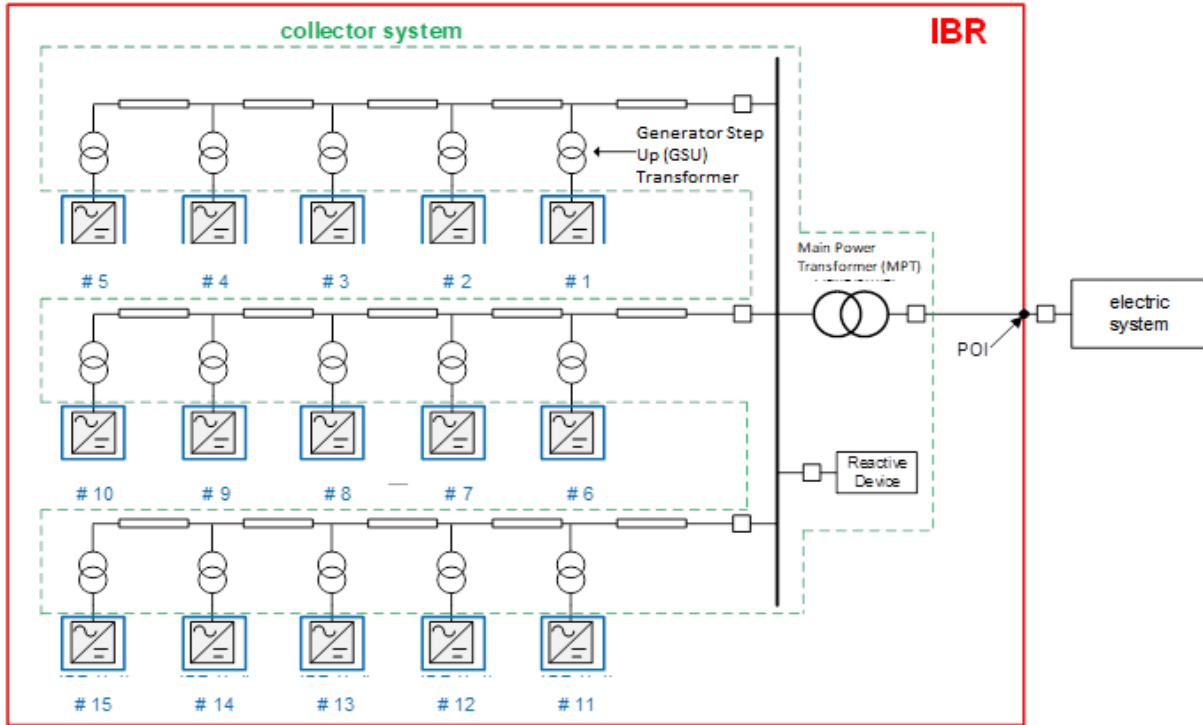 collector system
IBR
Generator Step
Up (GSU)
Transformer
# 5
# 4
# 3
# 2
# 1
Main Power
Transformer (MPT)
electric
system
POI
# 10
# 9
# 8
# 7
# 6
Reactive
Device
# 15
# 14
# 13
# 12
# 11